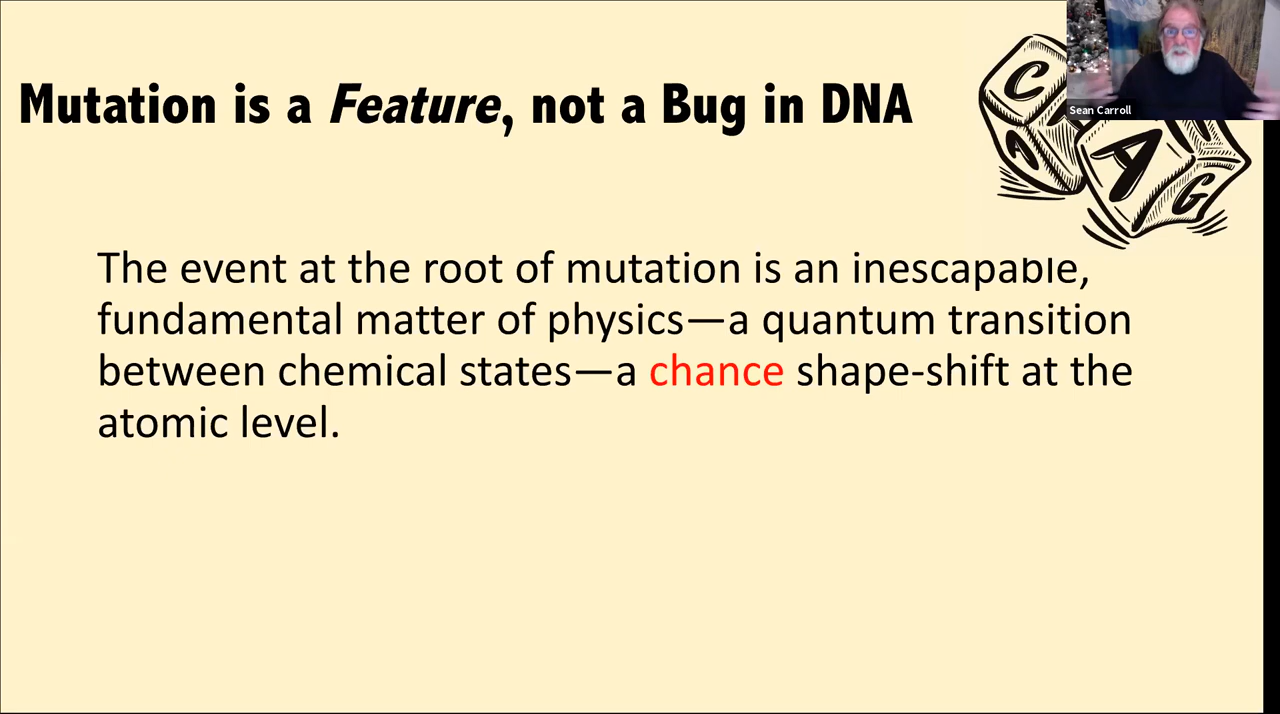 Mutation is a Feature, not a Bug in DNA
Sean Carroll
C
A
A
G
The event at the root of mutation is an inescapable,
fundamental matter of physics—a quantum transition
between chemical states—a chance shape-shift at the
atomic level.